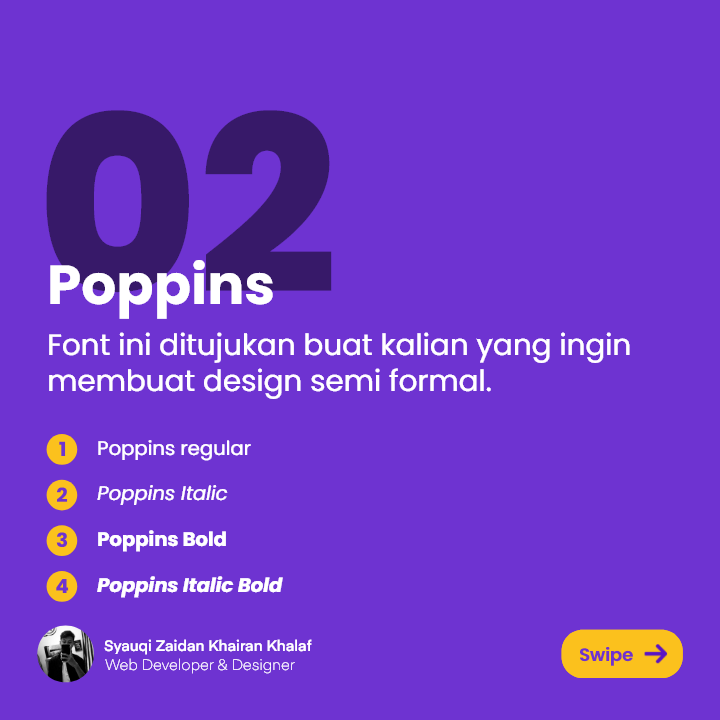 02
Poppins
Font ini ditujukan buat kalian yang ingin
membuat design semi formal.
1 Poppins regular
2 Poppins Italic
3 Poppins Bold
4 Poppins Italic Bold
Syauqi Zaidan Khairan Khalaf
Web Developer & Designer
Swipe